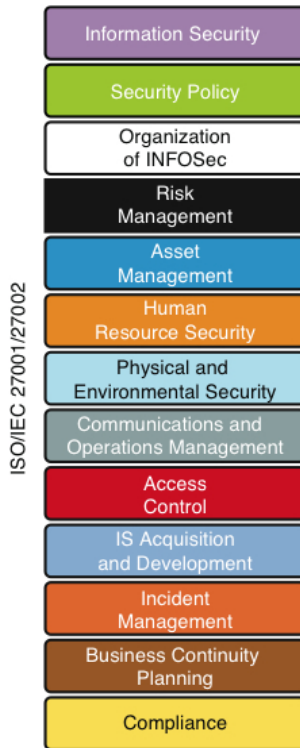 Information Security
Security Policy
Organization
of INFOSec
Risk
Management
Asset
Management
Human
Resource Security
Physical and
Environmental Security
Communications and
Operations Management
Access
Control
IS Acquisition
and Development
Incident
Management
Business Continuity
Planning
Compliance
ISO/IEC 27001/27002